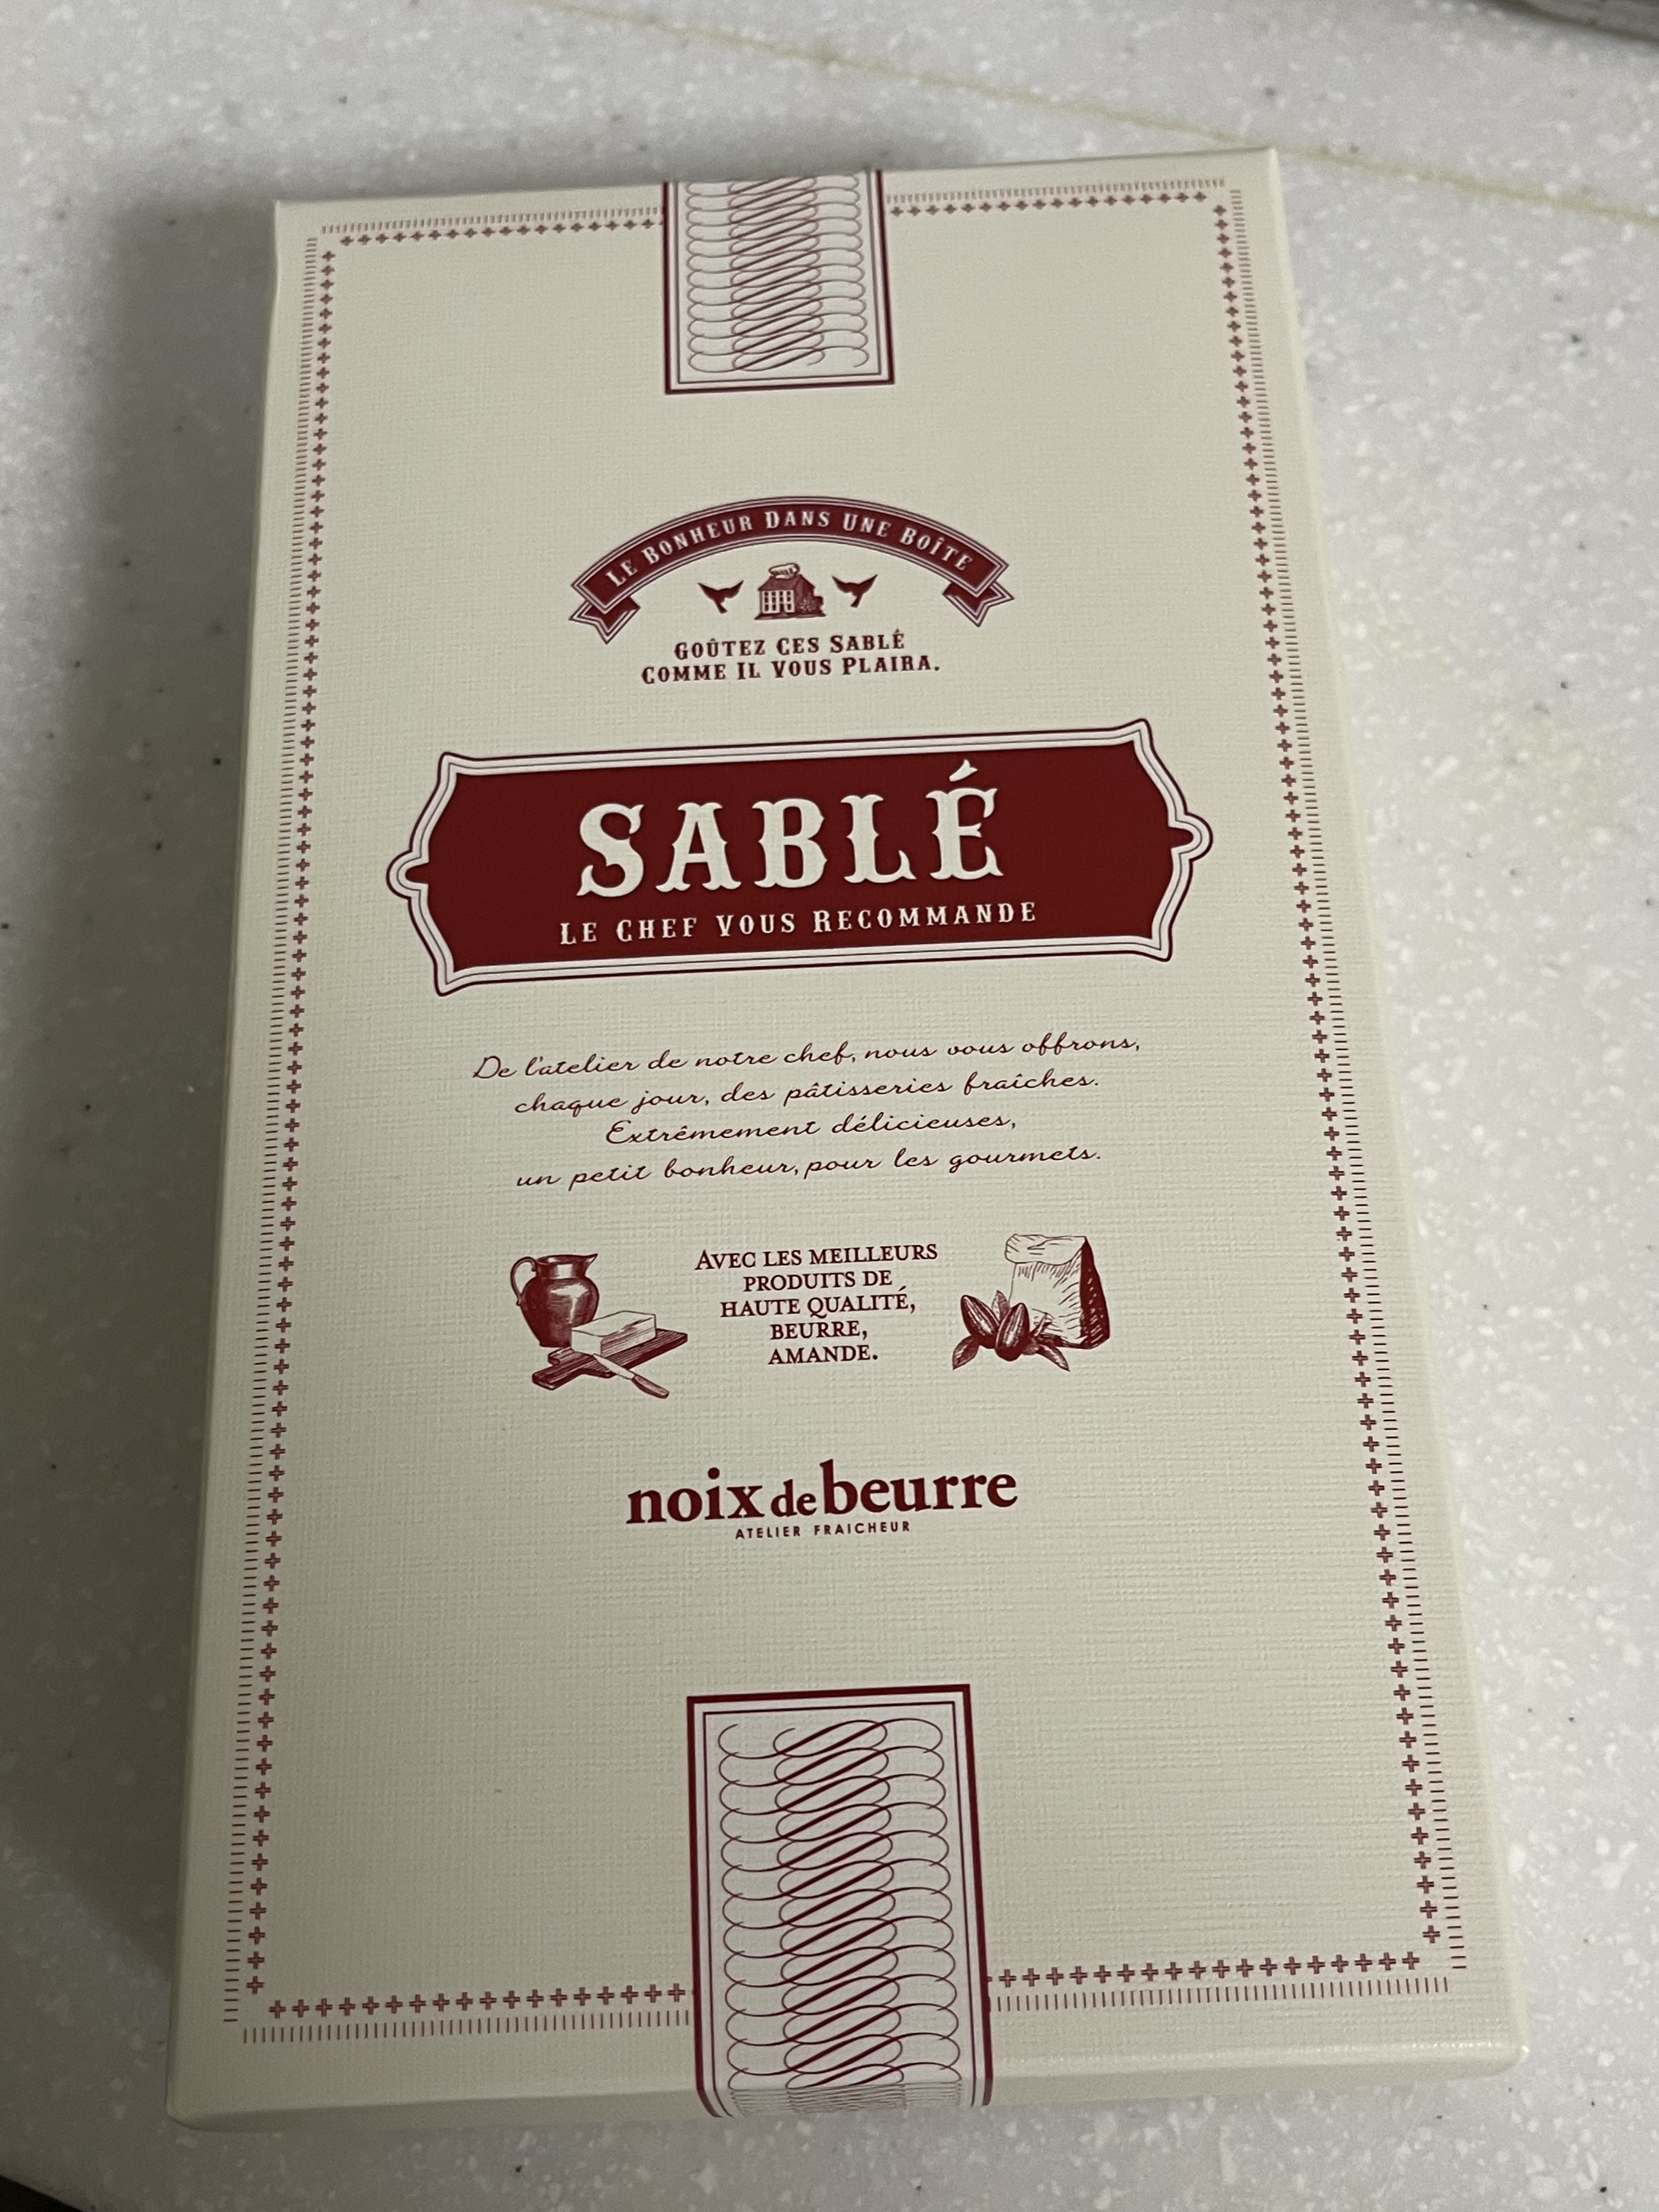 LE BONHEUR DANS UNE BOÎTE
GOÛTEZ CES SABLÉ
COMME IL VOUS PLAIRA.
SABLÉ
LE CHEF VOUS RECOMMANDE
De l'atelier de notre chef, nous vous offrons,
chaque jour, des pâtisseries fraîches.
Extrêmement délicieuses,
un petit bonheur, pour les gourmets.
AVEC LES MEILLEURS
PRODUITS DE
HAUTE QUALITÉ,
BEURRE,
AMANDE.
noix de beurre
ATELIER FRAICHEUR